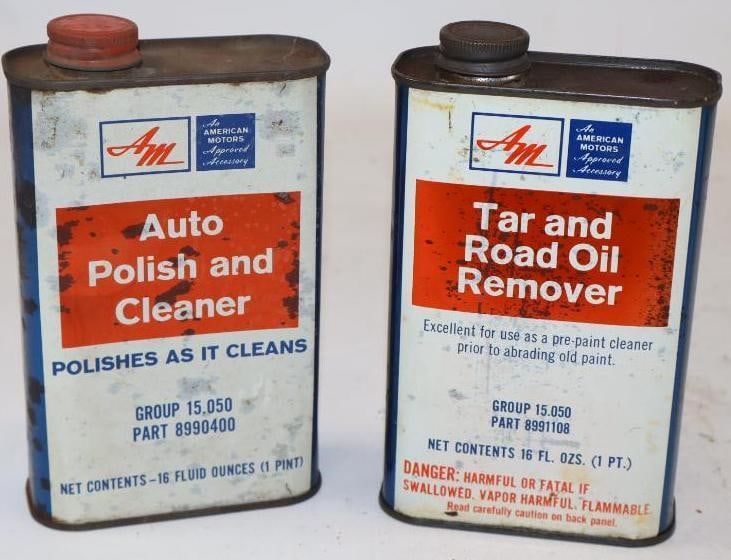 AM
An
AMERICAN
MOTORS
Approved
Accessory
Auto
Polish and
Cleaner
POLISHES AS IT CLEANS
GROUP 15.050
PART 8990400
NET CONTENTS-16 FLUID OUNCES (1 PINT)
AM
An
AMERICAN
MOTORS
Approved
Accessory
Tar and
Road Oil
Remover
Excellent for use as a pre-paint cleaner
prior to abrading old paint.
GROUP 15.050
PART 8991108
NET CONTENTS 16 FL. OZS. (1 PT.)
DANGER: HARMFUL OR FATAL IF
SWALLOWED. VAPOR HARMFUL. FLAMMABLE.
Read carefully caution on back panel.